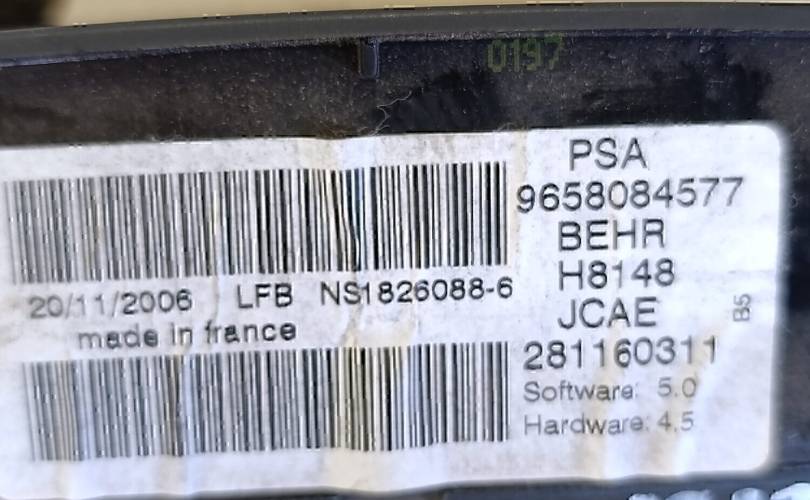 0197
PSA
9658084577
BEHR
H8148
JCAE
281160311
Software: 5.0
Hardware: 4.5
B5
20/11/2006 LFB NS1826088-6
made in france